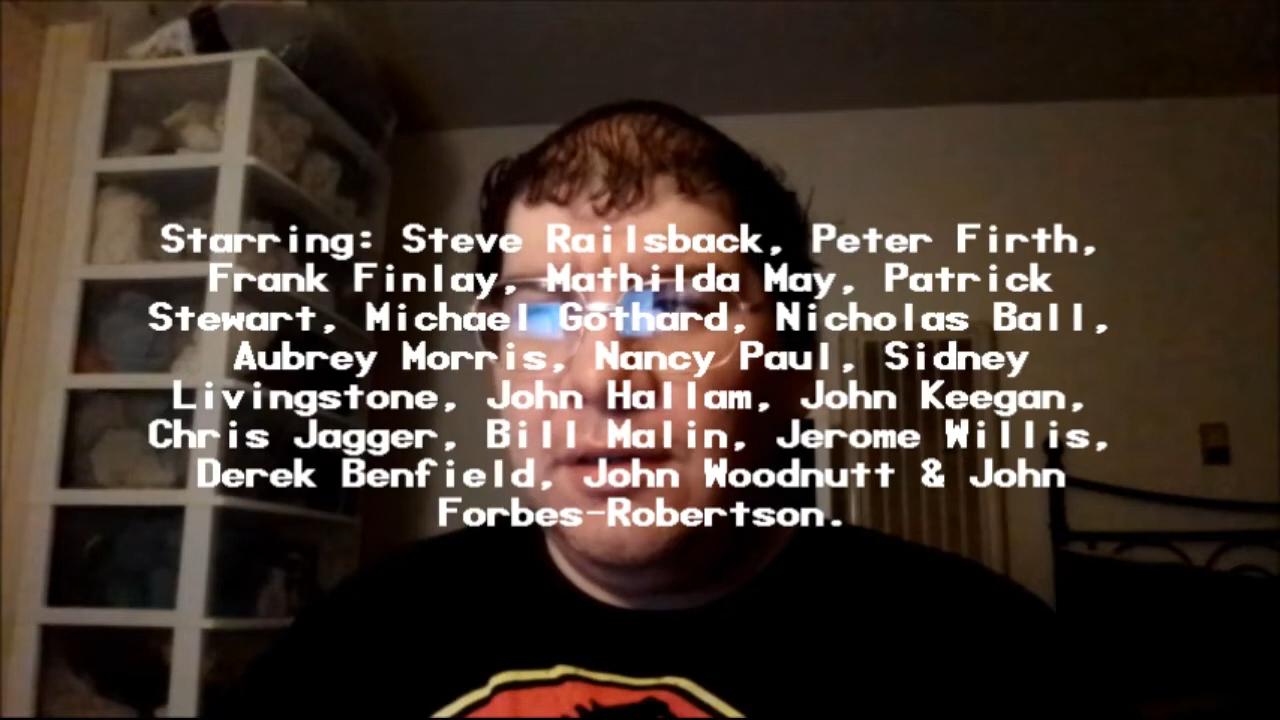 Starring: Steve Railsback, Peter Firth,
Frank Finlay, Mathilda May, Patrick
Stewart, Michael Gothard, Nicholas Ball,
Aubrey Morris, Nancy Paul, Sidney
Livingstone, John Hallam, John Keegan,
Chris Jagger, Bill Malin, Jerome Willis,
Derek Benfield, John Woodnutt & John
Forbes-Robertson.